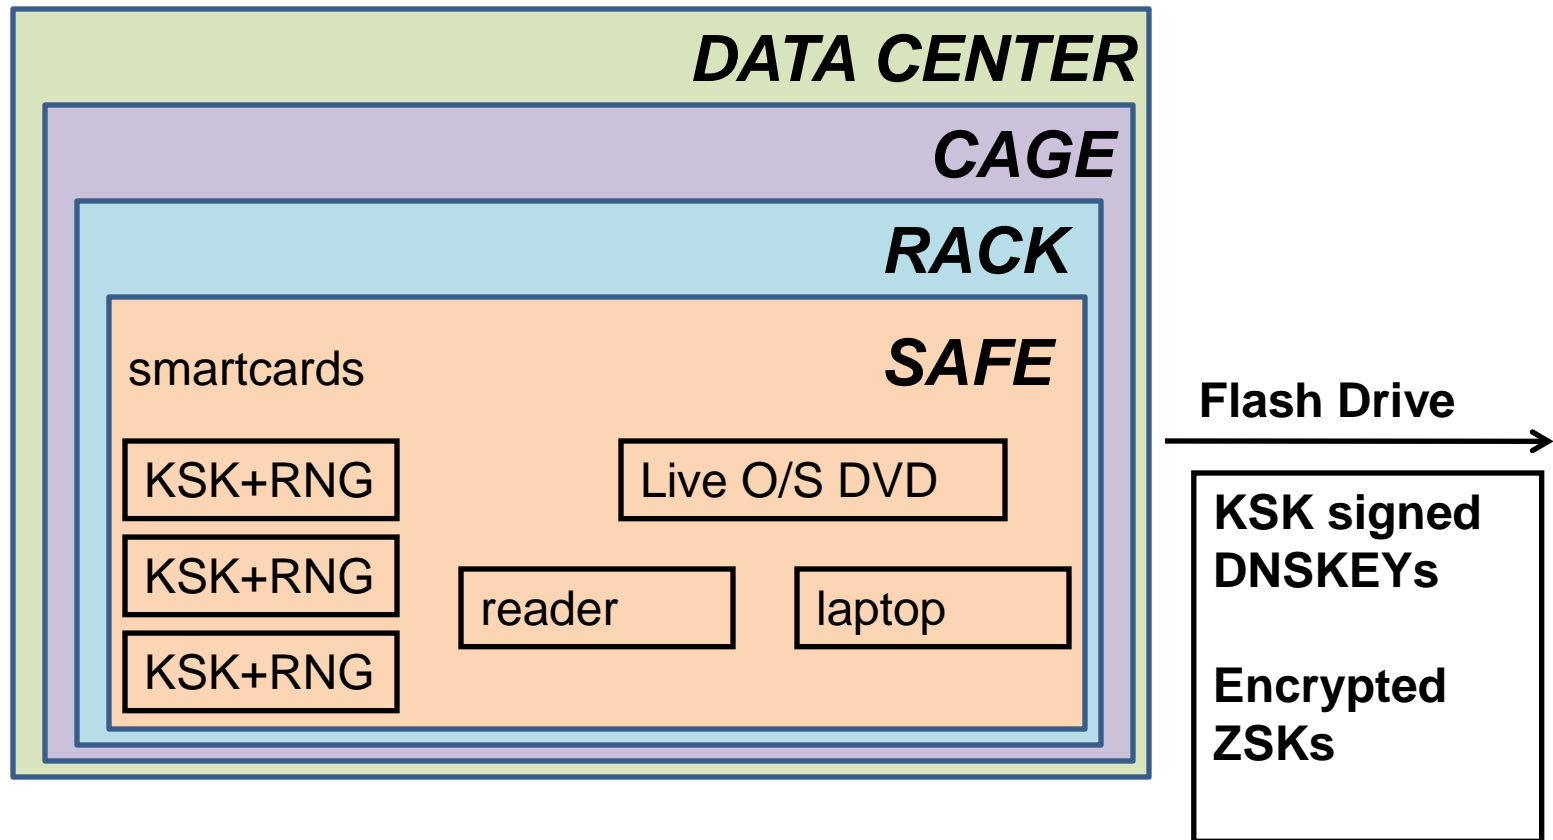 DATA CENTER
CAGE
RACK
SAFE
smartcards
KSK+RNG
KSK+RNG
KSK+RNG
Live O/S DVD
reader
laptop
Flash Drive
KSK signed
DNSKEYs
Encrypted
ZSKs